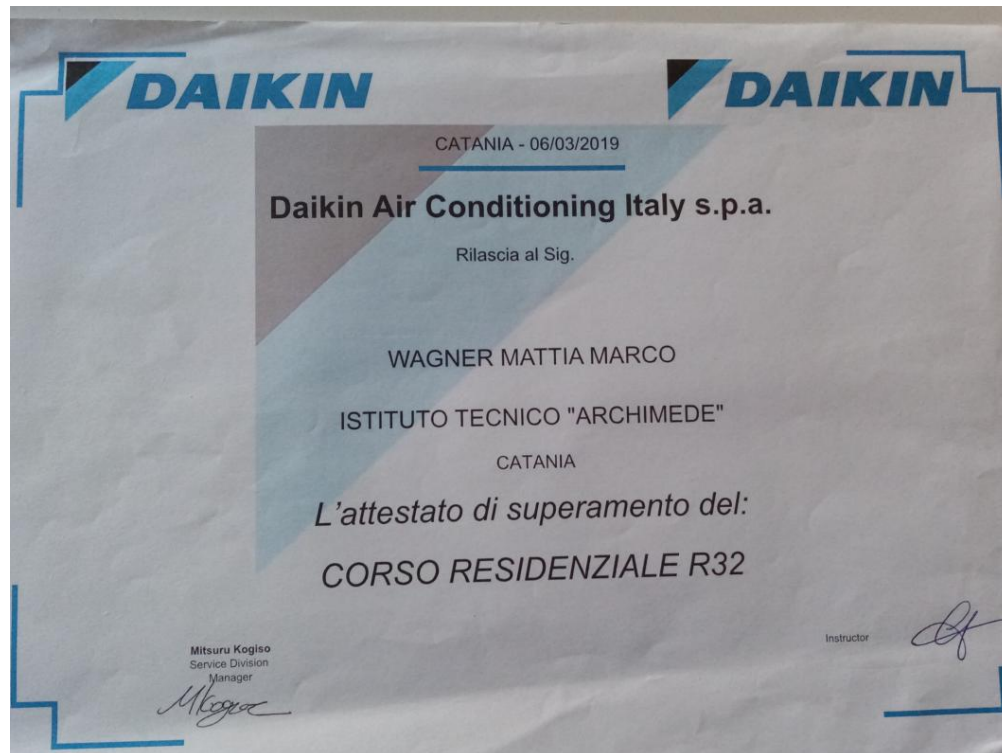 DAIKIN
DAIKIN
CATANIA - 06/03/2019
Daikin Air Conditioning Italy s.p.a.
Rilascia al Sig.
WAGNER MATTIA MARCO
ISTITUTO TECNICO "ARCHIMEDE"
CATANIA
L'attestato di superamento del:
CORSO RESIDENZIALE R32
Mitsuru Kogiso
Service Division
Manager
MKogiso
Instructor